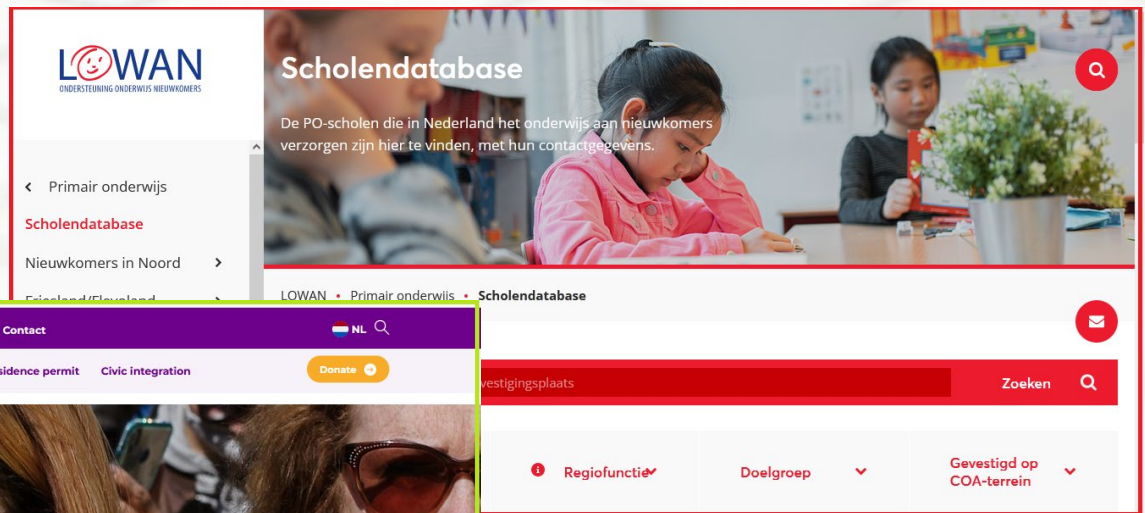 LOWAN
ONDERSTEUNING ONDERWIJS NIEUWKOMERS
Scholendatabase
De PO-scholen die in Nederland het onderwijs aan nieuwkomers
verzorgen zijn hier te vinden, met hun contactgegevens.
Primair onderwijs
Scholendatabase
Nieuwkomers in Noord
LOWAN • Primair onderwijs • Scholendatabase
Contact
NL
sidence permit Civic integration
Donate
vestigingsplaats
Zoeken
Regiofunctie
Doelgroep
Gevestigd op
COA-terrein